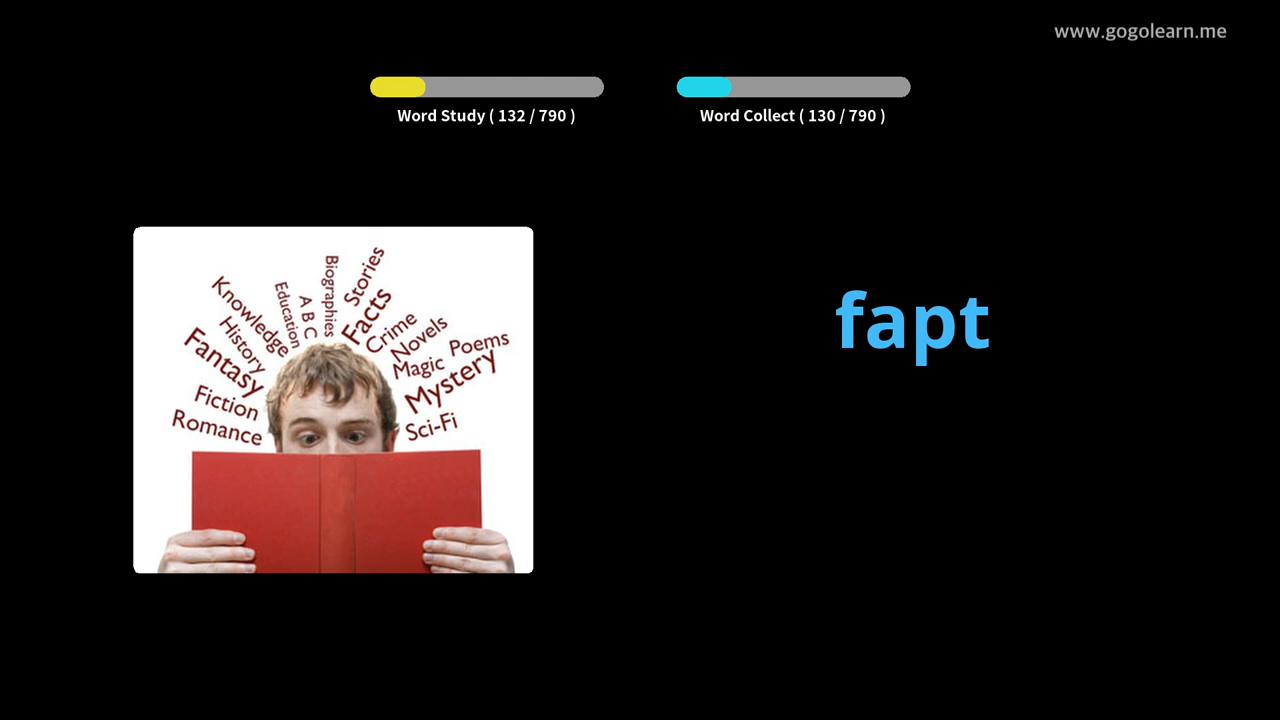 www.gogolearn.me
Word Study ( 132 / 790 )
Word Collect ( 130 / 790 )
Romance
Fiction
Fantasy
History
Knowledge
Education
A B C
Biographies
Stories
Facts
Crime
Novels
Magic
Poems
Mystery
Sci-Fi
fapt